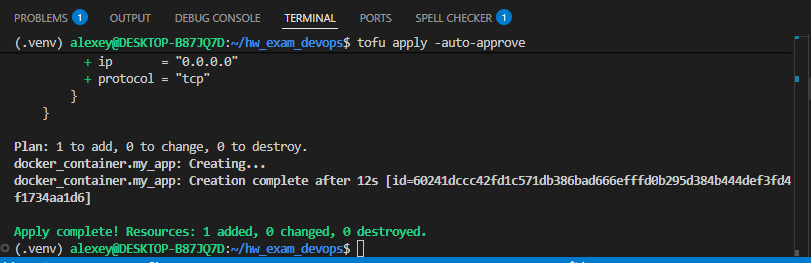 PROBLEMS 1 OUTPUT DEBUG CONSOLE TERMINAL PORTS SPELL CHECKER 1
(.venv) alexey@DESKTOP-B87JQ7D:~/hw_exam_devops$ tofu apply -auto-approve
+ ip = "0.0.0.0"
+ protocol = "tcp"
}
}
Plan: 1 to add, 0 to change, 0 to destroy.
docker_container.my_app: Creating...
docker_container.my_app: Creation complete after 12s [id=60241dccc42fd1c571db386bad666efffd0b295d384b444def3fd4
f1734aa1d6]
Apply complete! Resources: 1 added, 0 changed, 0 destroyed.
(.venv) alexey@DESKTOP-B87JQ7D:~/hw_exam_devops$